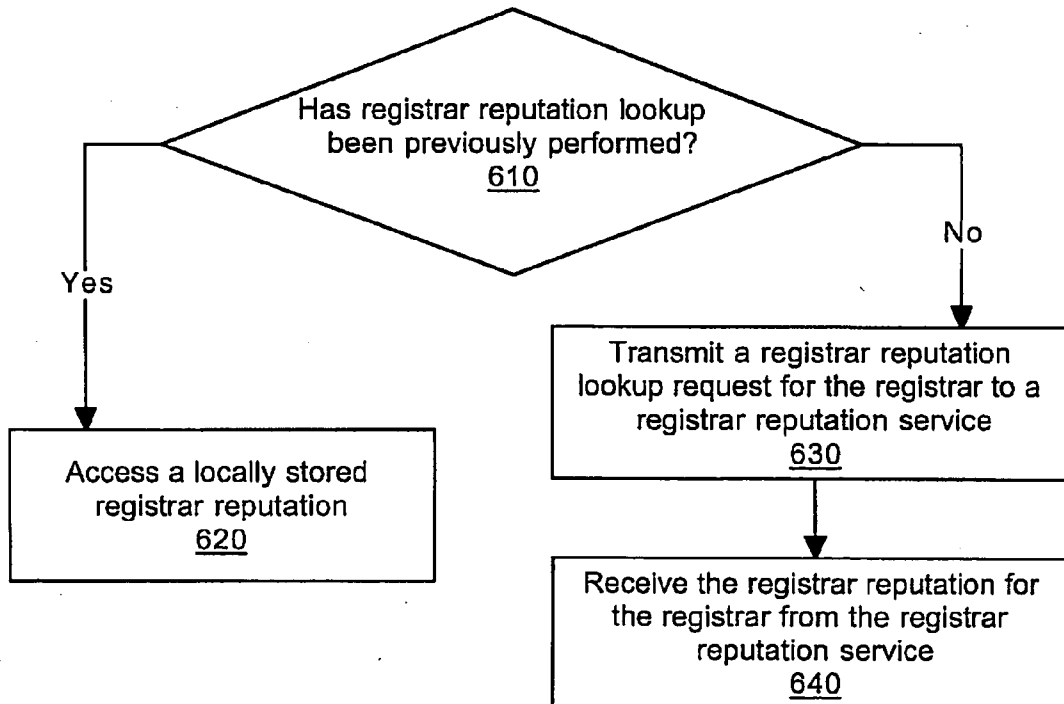 Has registrar reputation lookup
been previously performed?
610
Yes
No
Transmit a registrar reputation
lookup request for the registrar to a
registrar reputation service
630
Access a locally stored
registrar reputation
620
Receive the registrar reputation for
the registrar from the registrar
reputation service
640